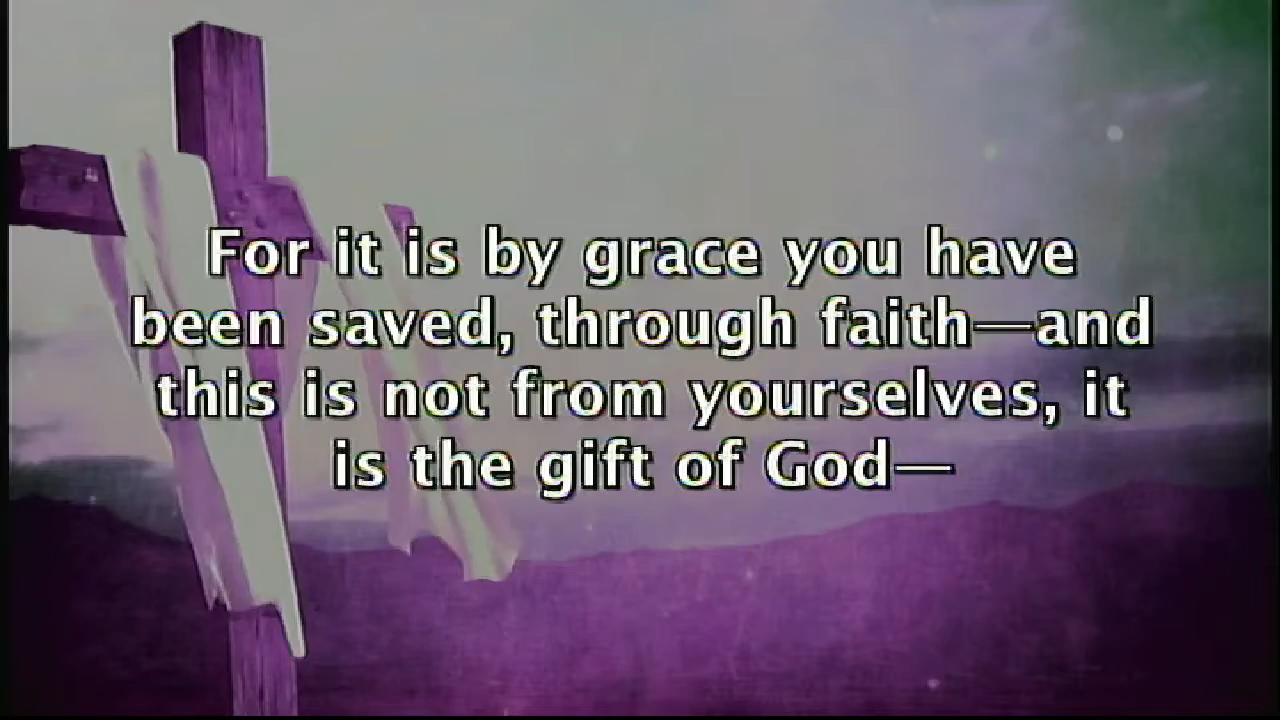 For it is by grace you have
been saved, through faith—and
this is not from yourselves, it
is the gift of God—